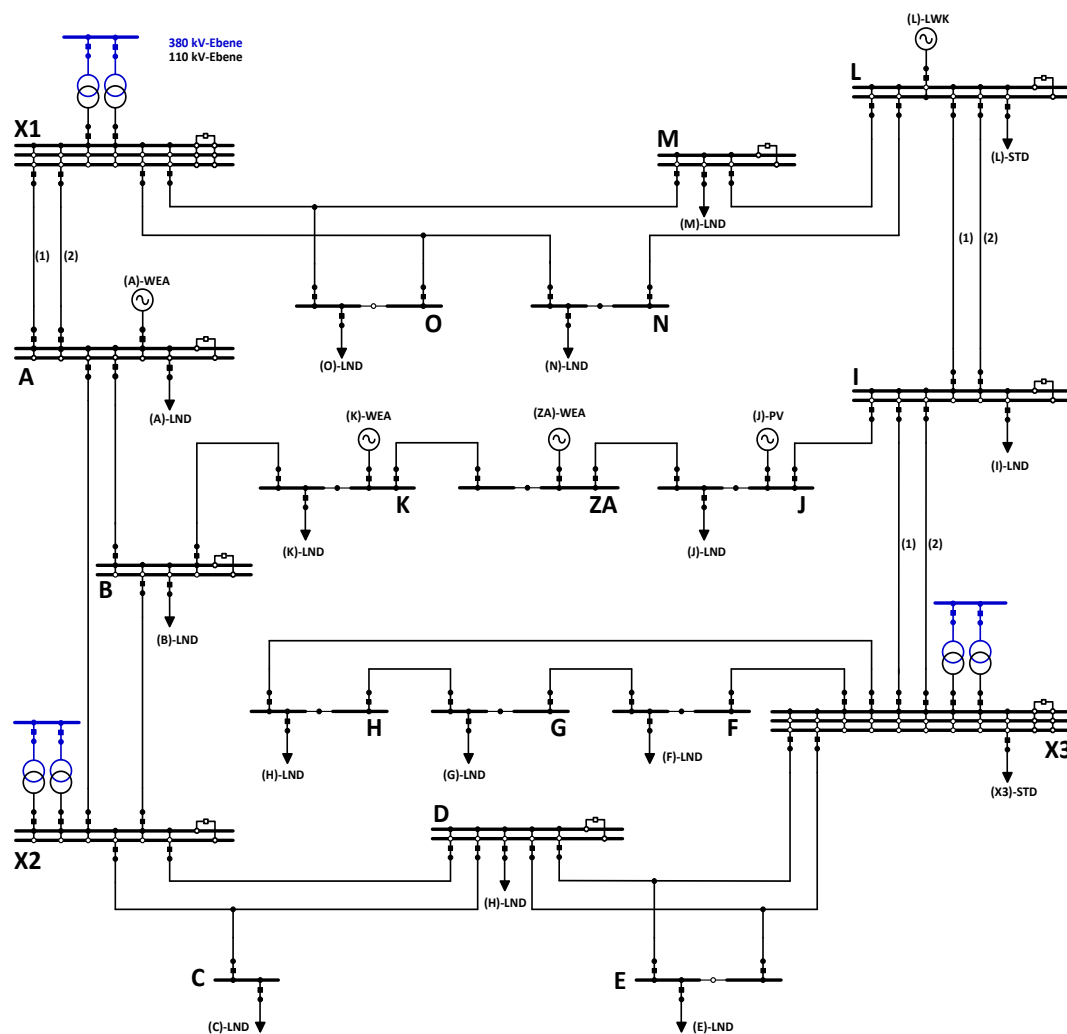 (L)-LWK
380 kV-Ebene
110 kV-Ebene
L
X1
M
(L)-STD
(M)-LND
(1)
(2)
(1)
(2)
(A)-WEA
O
N
A
(O)-LND
(N)-LND
I
(A)-LND
(K)-WEA
(ZA)-WEA
(J)-PV
(I)-LND
K
ZA
J
(K)-LND
(J)-LND
(1)
(2)
B
(B)-LND
H
G
F
X3
(H)-LND
(G)-LND
(F)-LND
(X3)-STD
D
X2
(H)-LND
C
E
(C)-LND
(E)-LND